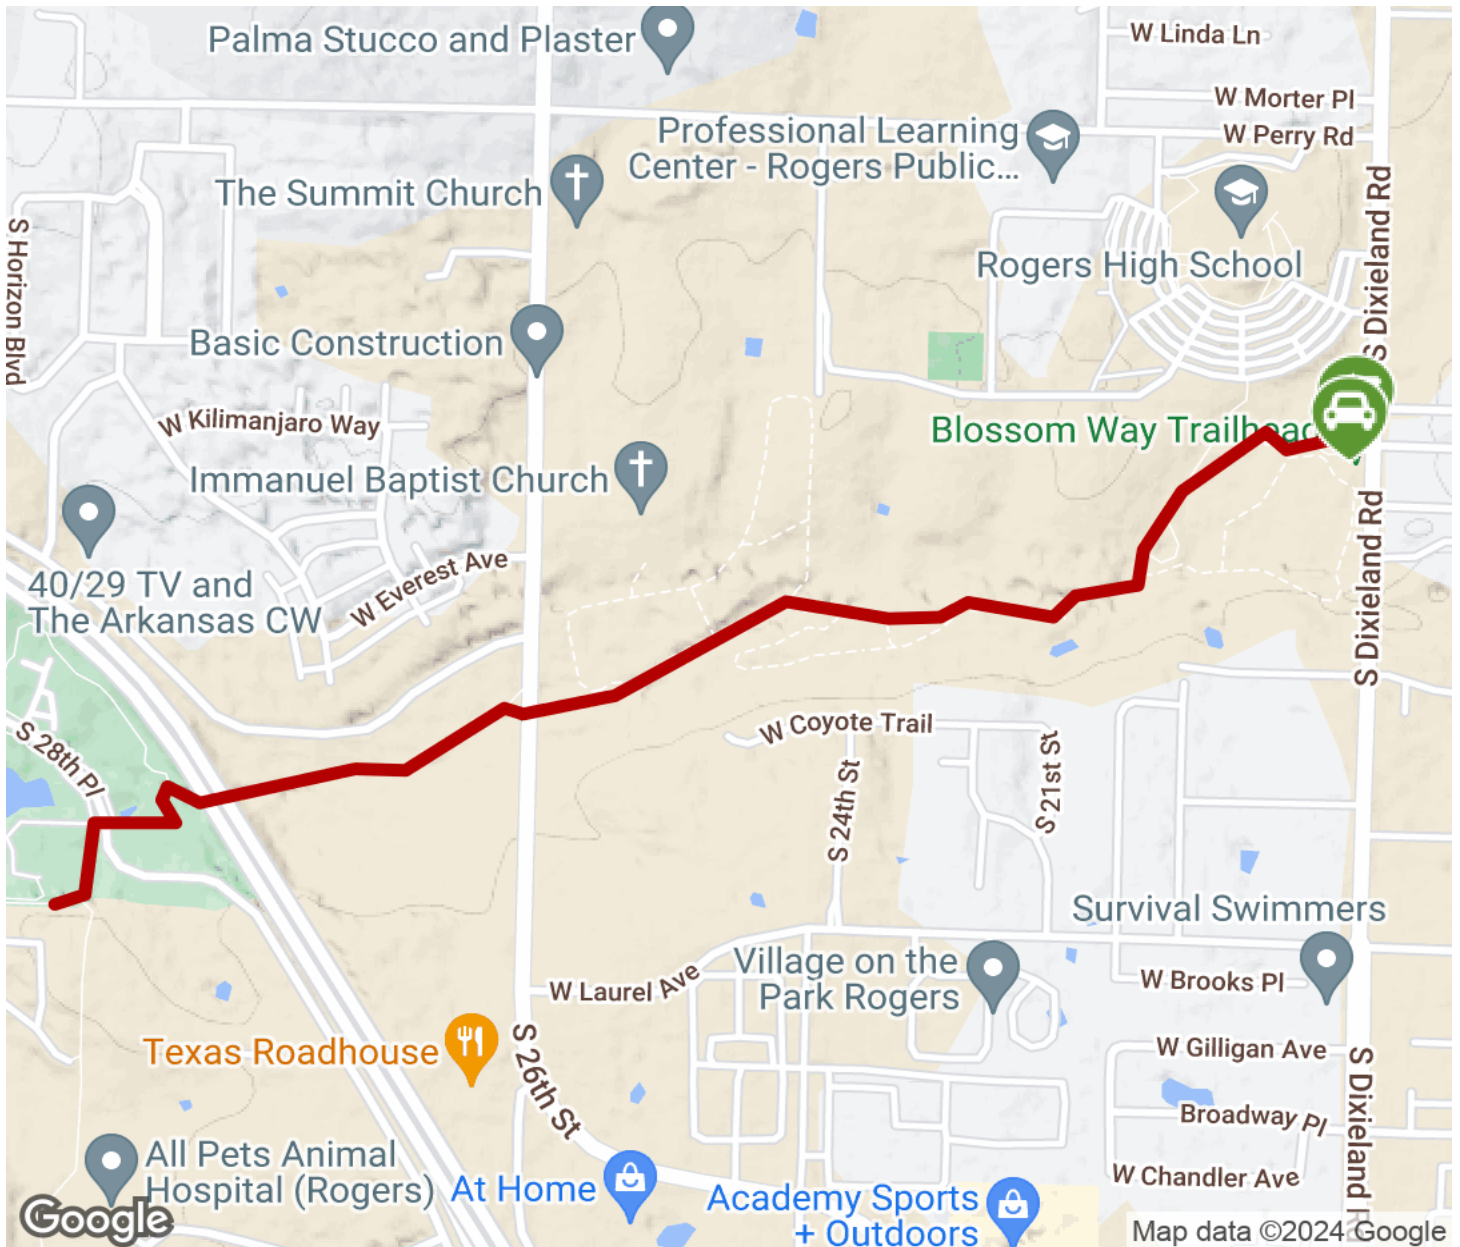 Palma Stucco and Plaster
W Linda Ln
W Morter Pl
Professional Learning
Center - Rogers Public...
W Perry Rd
The Summit Church
S Dixieland Rd
S Horizon Blvd
Rogers High School
Basic Construction
W Kilimanjaro Way
Blossom Way Trailhead
Immanuel Baptist Church
S Dixieland Rd
W Everest Ave
40/29 TV and
The Arkansas CW
S 28th Pl
W Coyote Trail
S 24th St
S 21st St
Survival Swimmers
Village on the
Park Rogers
W Laurel Ave
W Brooks Pl
Texas Roadhouse
S 26th St
W Gilligan Ave
S Dixieland Rd
Broadway Pl
All Pets Animal
Hospital (Rogers)
At Home
W Chandler Ave
Academy Sports
+ Outdoors
Google
Map data ©2024 Google